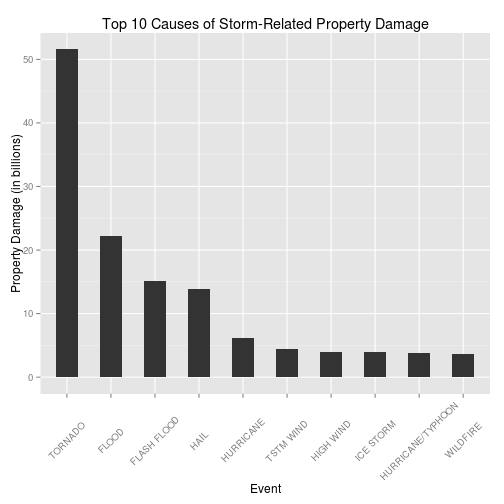 Top 10 Causes of Storm-Related Property Damage
Property Damage (in billions)
50
40
30
20
10
0
TORNADO
FLOOD
FLASH FLOOD
HAIL
HURRICANE
TSTM WIND
HIGH WIND
ICE STORM
HURRICANE/TYPHOON
WILDFIRE
Event